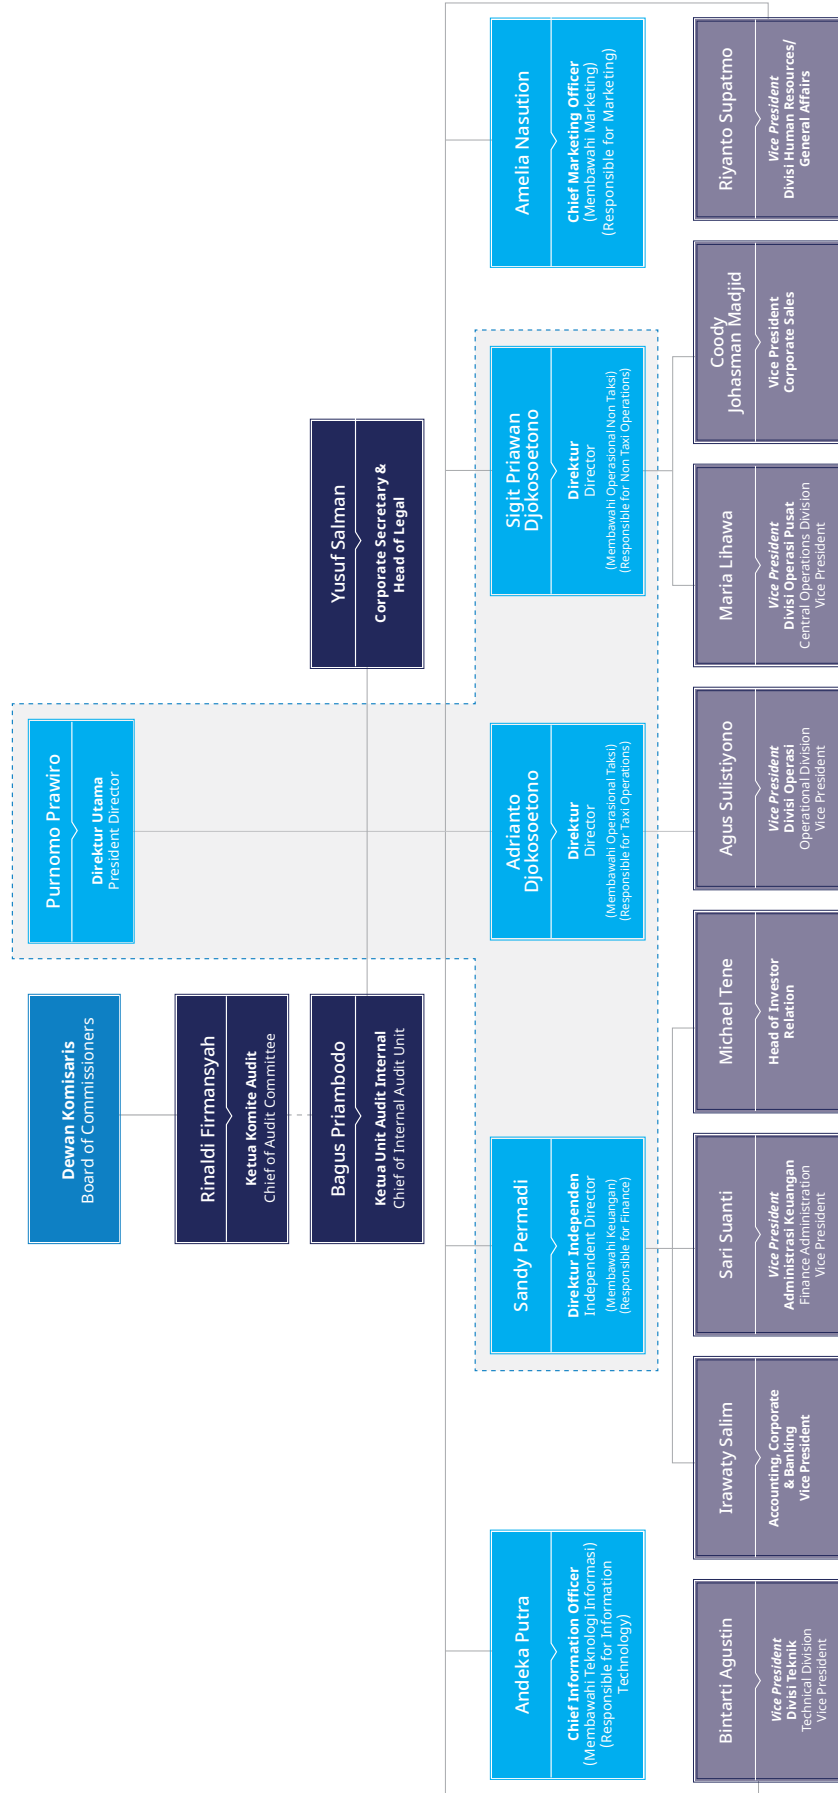 Dewan Komisaris
Board of Commissioners
Purnomo Prawiro
Direktur Utama
President Director
Rinaldi Firmansyah
Ketua Komite Audit
Chief of Audit Committee
Bagus Priambodo
Ketua Unit Audit Internal
Chief of Internal Audit Unit
Yusuf Salman
Corporate Secretary &
Head of Legal
Andeka Putra
Chief Information Officer
(Membawahi Teknologi Informasi)
(Responsible for Information
Technology)
Sandy Permadi
Direktur Independen
Independent Director
(Membawahi Keuangan)
(Responsible for Finance)
Adrianto
Djokosoetono
Direktur
Director
(Membawahi Operasional Taksi)
(Responsible for Taxi Operations)
Sigit Priawan
Djokosoetono
Direktur
Director
(Membawahi Operasional Non Taksi)
(Responsible for Non Taxi Operations)
Amelia Nasution
Chief Marketing Officer
(Membawahi Marketing)
(Responsible for Marketing)
Bintarti Agustin
Vice President
Divisi Teknik
Technical Division
Vice President
Irawaty Salim
Accounting, Corporate
& Banking
Vice President
Sari Suanti
Vice President
Administrasi Keuangan
Finance Administration
Vice President
Michael Tene
Head of Investor
Relation
Agus Sulistiyono
Vice President
Divisi Operasi
Operational Division
Vice President
Maria Lihawa
Vice President
Divisi Operasi Pusat
Central Operations Division
Vice President
Coody
Johasman Madjid
Vice President
Corporate Sales
Riyanto Supatmo
Vice President
Divisi Human Resources/
General Affairs